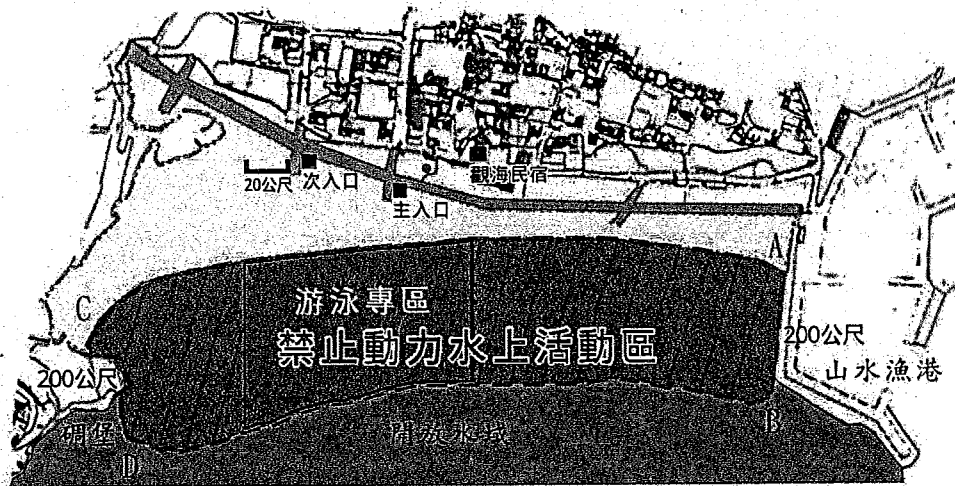 觀海民宿
20公尺
次入口
主入口
A
C
游泳專區
禁止動力水上活動區
200公尺
山水漁港
200公尺
碉堡
開放水域
B
D